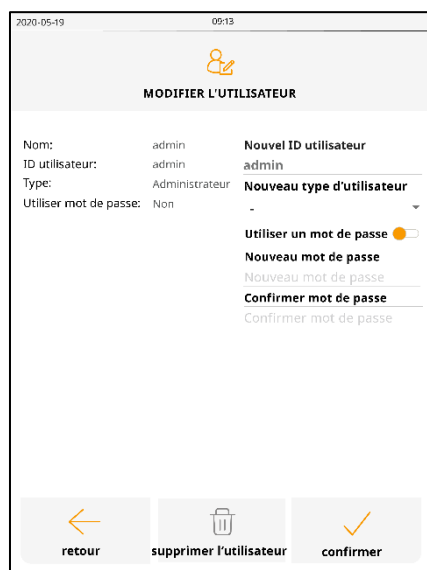 2020-05-19 09:13
MODIFIER L'UTILISATEUR
Nom: admin
ID utilisateur: admin
Type: Administrateur
Utiliser mot de passe: Non
Nouvel ID utilisateur
admin
Nouveau type d'utilisateur
-
Utiliser un mot de passe
Nouveau mot de passe
Nouveau mot de passe
Confirmer mot de passe
Confirmer mot de passe
retour
supprimer l'utilisateur
confirmer